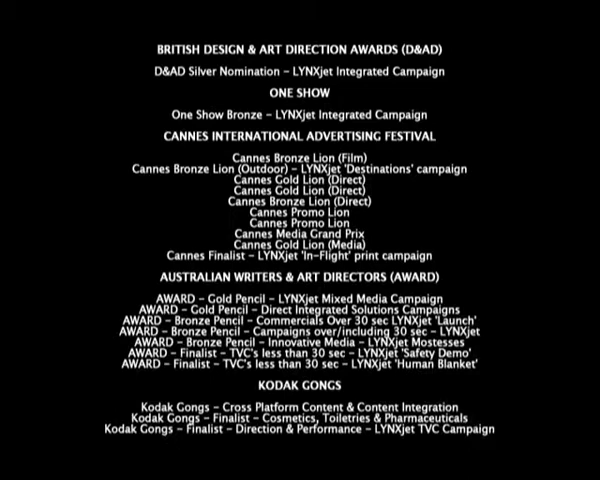 BRITISH DESIGN & ART DIRECTION AWARDS (D&AD)
D&AD Silver Nomination – LYNXjet Integrated Campaign
ONE SHOW
One Show Bronze – LYNXjet Integrated Campaign
CANNES INTERNATIONAL ADVERTISING FESTIVAL
Cannes Bronze Lion (Film)
Cannes Bronze Lion (Outdoor) – LYNXjet 'Destinations' campaign
Cannes Gold Lion (Direct)
Cannes Gold Lion (Direct)
Cannes Bronze Lion (Direct)
Cannes Promo Lion
Cannes Promo Lion
Cannes Media Grand Prix
Cannes Gold Lion (Media)
Cannes Finalist – LYNXjet 'In-Flight' print campaign
AUSTRALIAN WRITERS & ART DIRECTORS (AWARD)
AWARD – Gold Pencil – LYNXjet Mixed Media Campaign
AWARD – Gold Pencil – Direct Integrated Solutions Campaigns
AWARD – Bronze Pencil – Commercials Over 30 sec LYNXjet 'Launch'
AWARD – Bronze Pencil – Campaigns over/including 30 sec – LYNXjet
AWARD – Bronze Pencil – Innovative Media – LYNXjet Mostesses
AWARD – Finalist – TVC's less than 30 sec – LYNXjet 'Safety Demo'
AWARD – Finalist – TVC's less than 30 sec – LYNXjet 'Human Blanket'
KODAK GONGS
Kodak Gongs – Cross Platform Content & Content Integration
Kodak Gongs – Finalist – Cosmetics, Toiletries & Pharmaceuticals
Kodak Gongs – Finalist – Direction & Performance – LYNXjet TVC Campaign